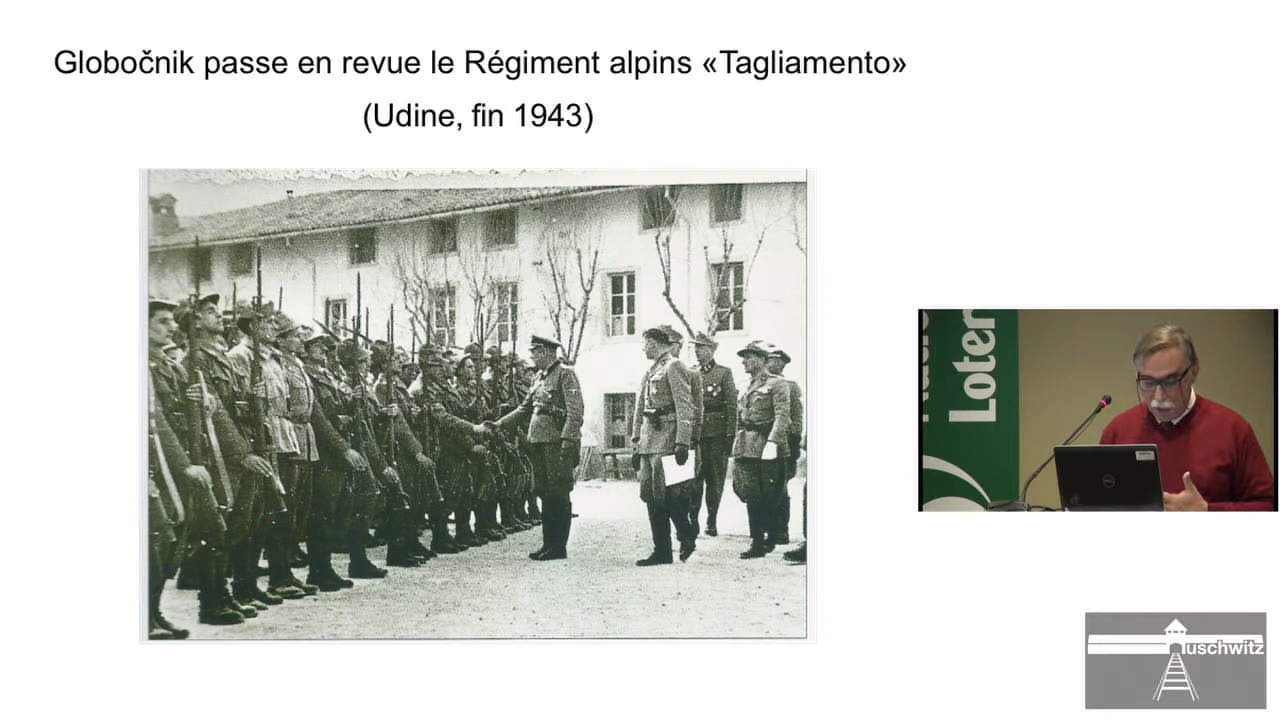 Globočnik passe en revue le Régiment alpins «Tagliamento»
(Udine, fin 1943)
Loter
uschwitz